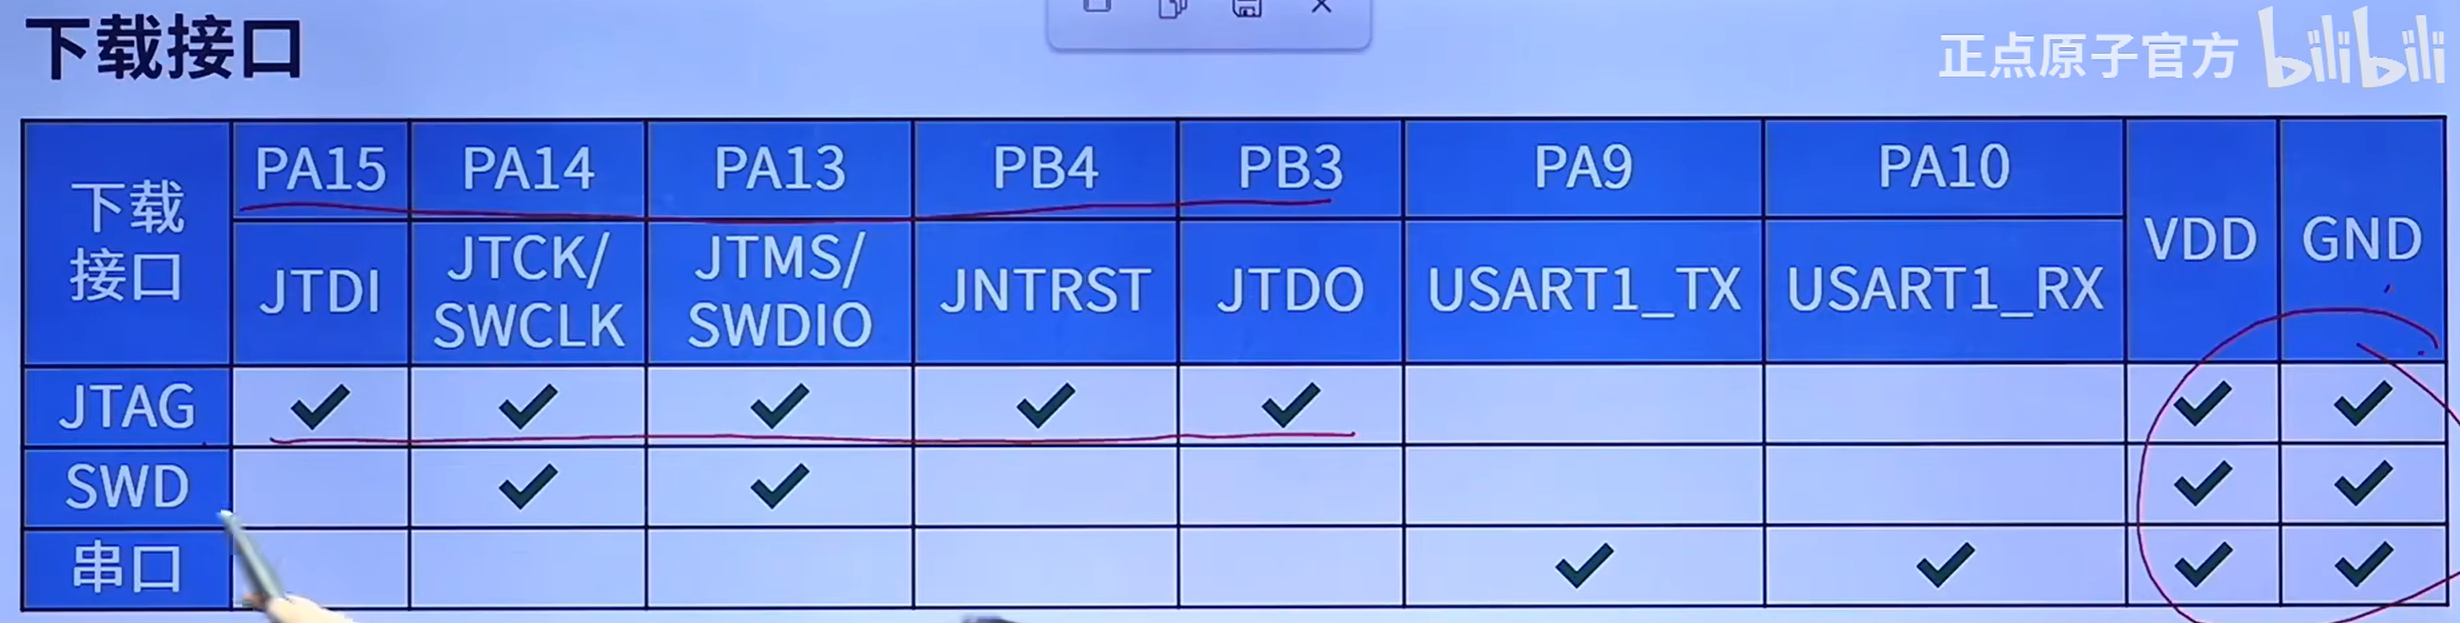 下载接口
正点原子官方 bilibili
下载接口 PA15 PA14 PA13 PB4 PB3 PA9 PA10 VDD GND
JTDI JTCK/SWCLK JTMS/SWDIO JNTRST JTDO USART1_TX USART1_RX
JTAG ✔ ✔ ✔ ✔ ✔ ✔ ✔
SWD ✔ ✔ ✔ ✔
串口 ✔ ✔ ✔ ✔